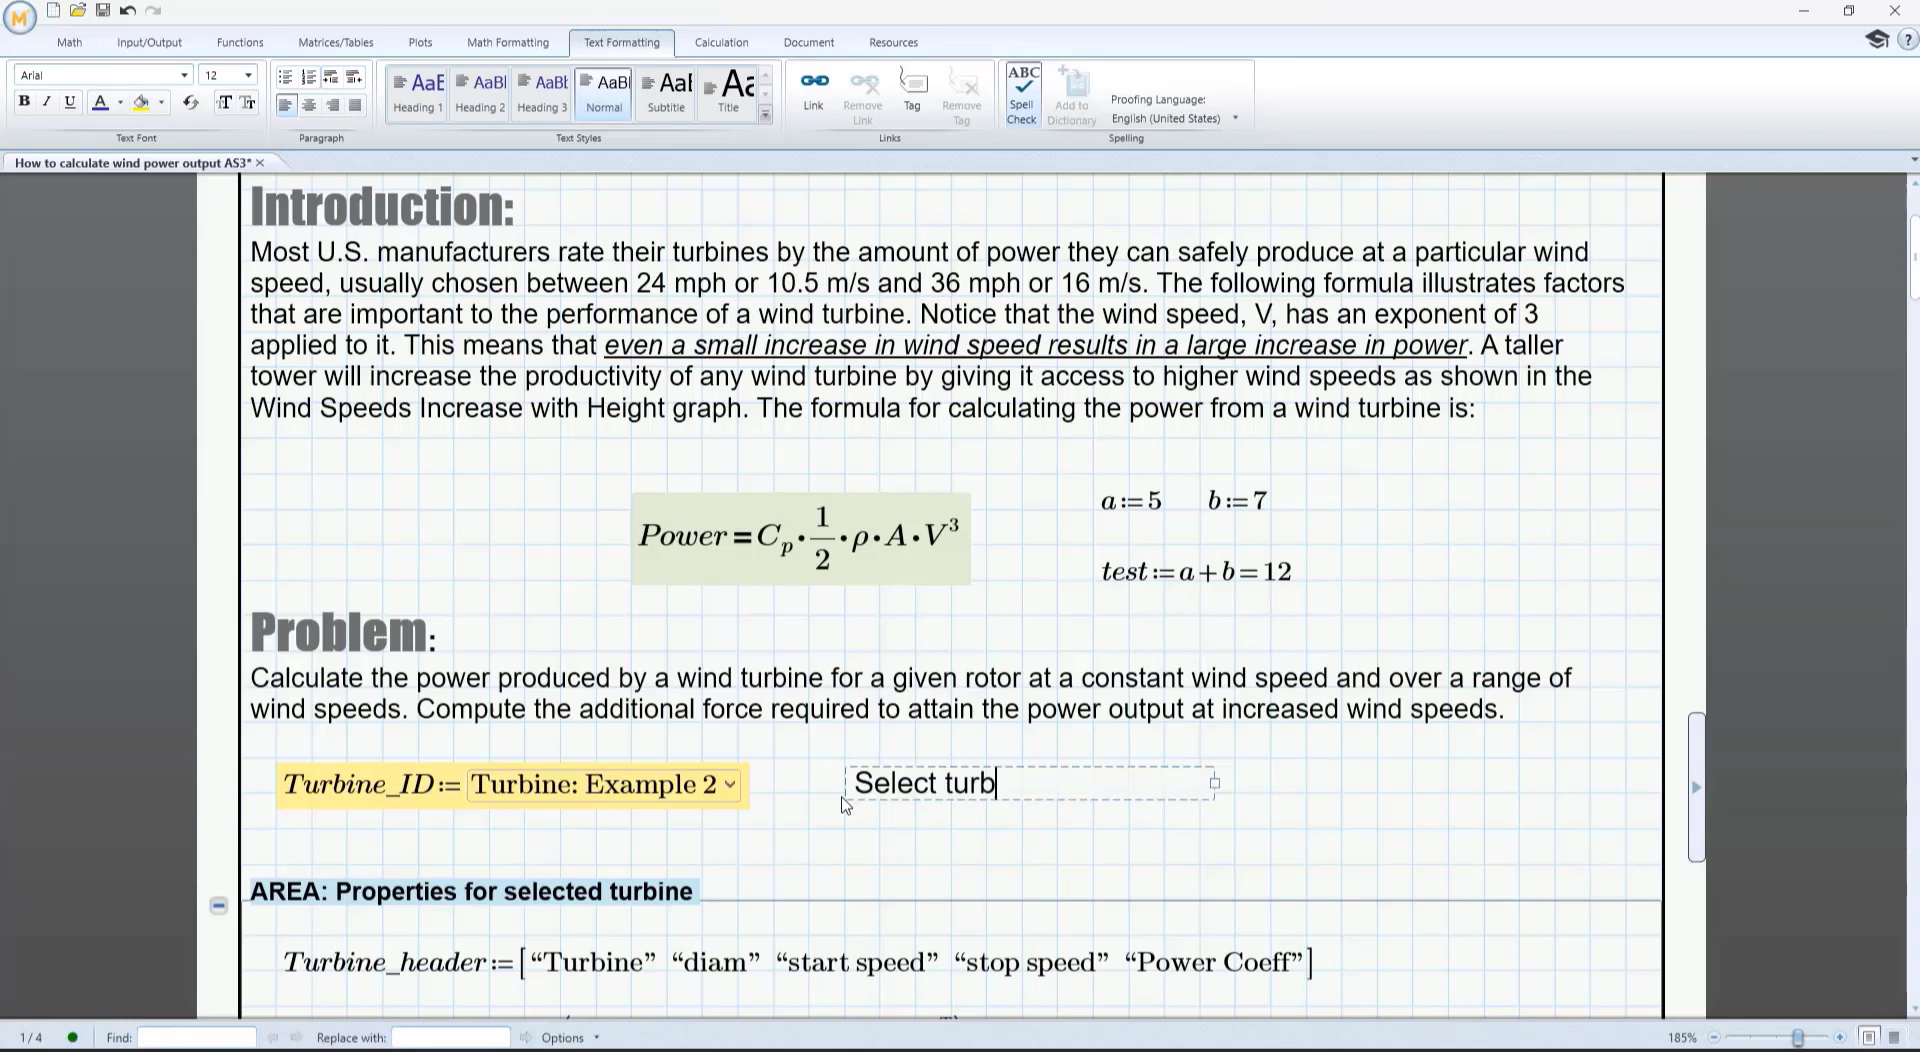 M
Math Input/Output Functions Matrices/Tables Plots Math Formatting Text Formatting Calculation Document Resources
?
Arial 12
B I U A
Text Font
Paragraph
AaB Heading 1
AaBl Heading 2
AaBb Heading 3
AaBl Normal
Aal Subtitle
Aa Title
Text Styles
Link Remove Link Tag Remove Tag
Links
ABC Spell Check Add to Dictionary
Proofing Language:
English (United States)
Spelling
How to calculate wind power output AS3*
Introduction:
Most U.S. manufacturers rate their turbines by the amount of power they can safely produce at a particular wind
speed, usually chosen between 24 mph or 10.5 m/s and 36 mph or 16 m/s. The following formula illustrates factors
that are important to the performance of a wind turbine. Notice that the wind speed, V, has an exponent of 3
applied to it. This means that even a small increase in wind speed results in a large increase in power. A taller
tower will increase the productivity of any wind turbine by giving it access to higher wind speeds as shown in the
Wind Speeds Increase with Height graph. The formula for calculating the power from a wind turbine is:
Power = Cp · 1/2 · ρ · A · V³
a := 5 b := 7
test := a + b = 12
Problem:
Calculate the power produced by a wind turbine for a given rotor at a constant wind speed and over a range of
wind speeds. Compute the additional force required to attain the power output at increased wind speeds.
Turbine_ID := Turbine: Example 2
Select turb
AREA: Properties for selected turbine
Turbine_header := [“Turbine” “diam” “start speed” “stop speed” “Power Coeff”]
1 / 4 Find: Replace with: Options 185%